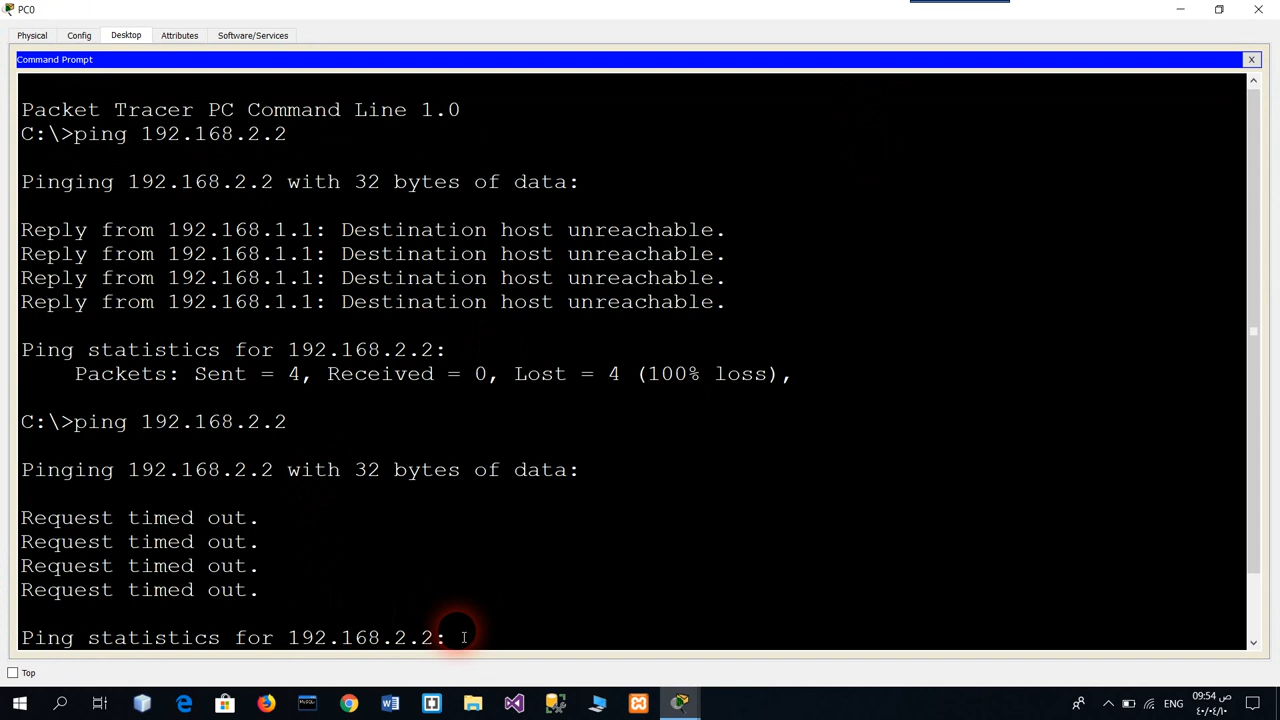 PC0
Physical Config Desktop Attributes Software/Services
Command Prompt
X
Packet Tracer PC Command Line 1.0
C:\>ping 192.168.2.2
Pinging 192.168.2.2 with 32 bytes of data:
Reply from 192.168.1.1: Destination host unreachable.
Reply from 192.168.1.1: Destination host unreachable.
Reply from 192.168.1.1: Destination host unreachable.
Reply from 192.168.1.1: Destination host unreachable.
Ping statistics for 192.168.2.2:
Packets: Sent = 4, Received = 0, Lost = 4 (100% loss),
C:\>ping 192.168.2.2
Pinging 192.168.2.2 with 32 bytes of data:
Request timed out.
Request timed out.
Request timed out.
Request timed out.
Ping statistics for 192.168.2.2:
Top
ENG
09:54 ص